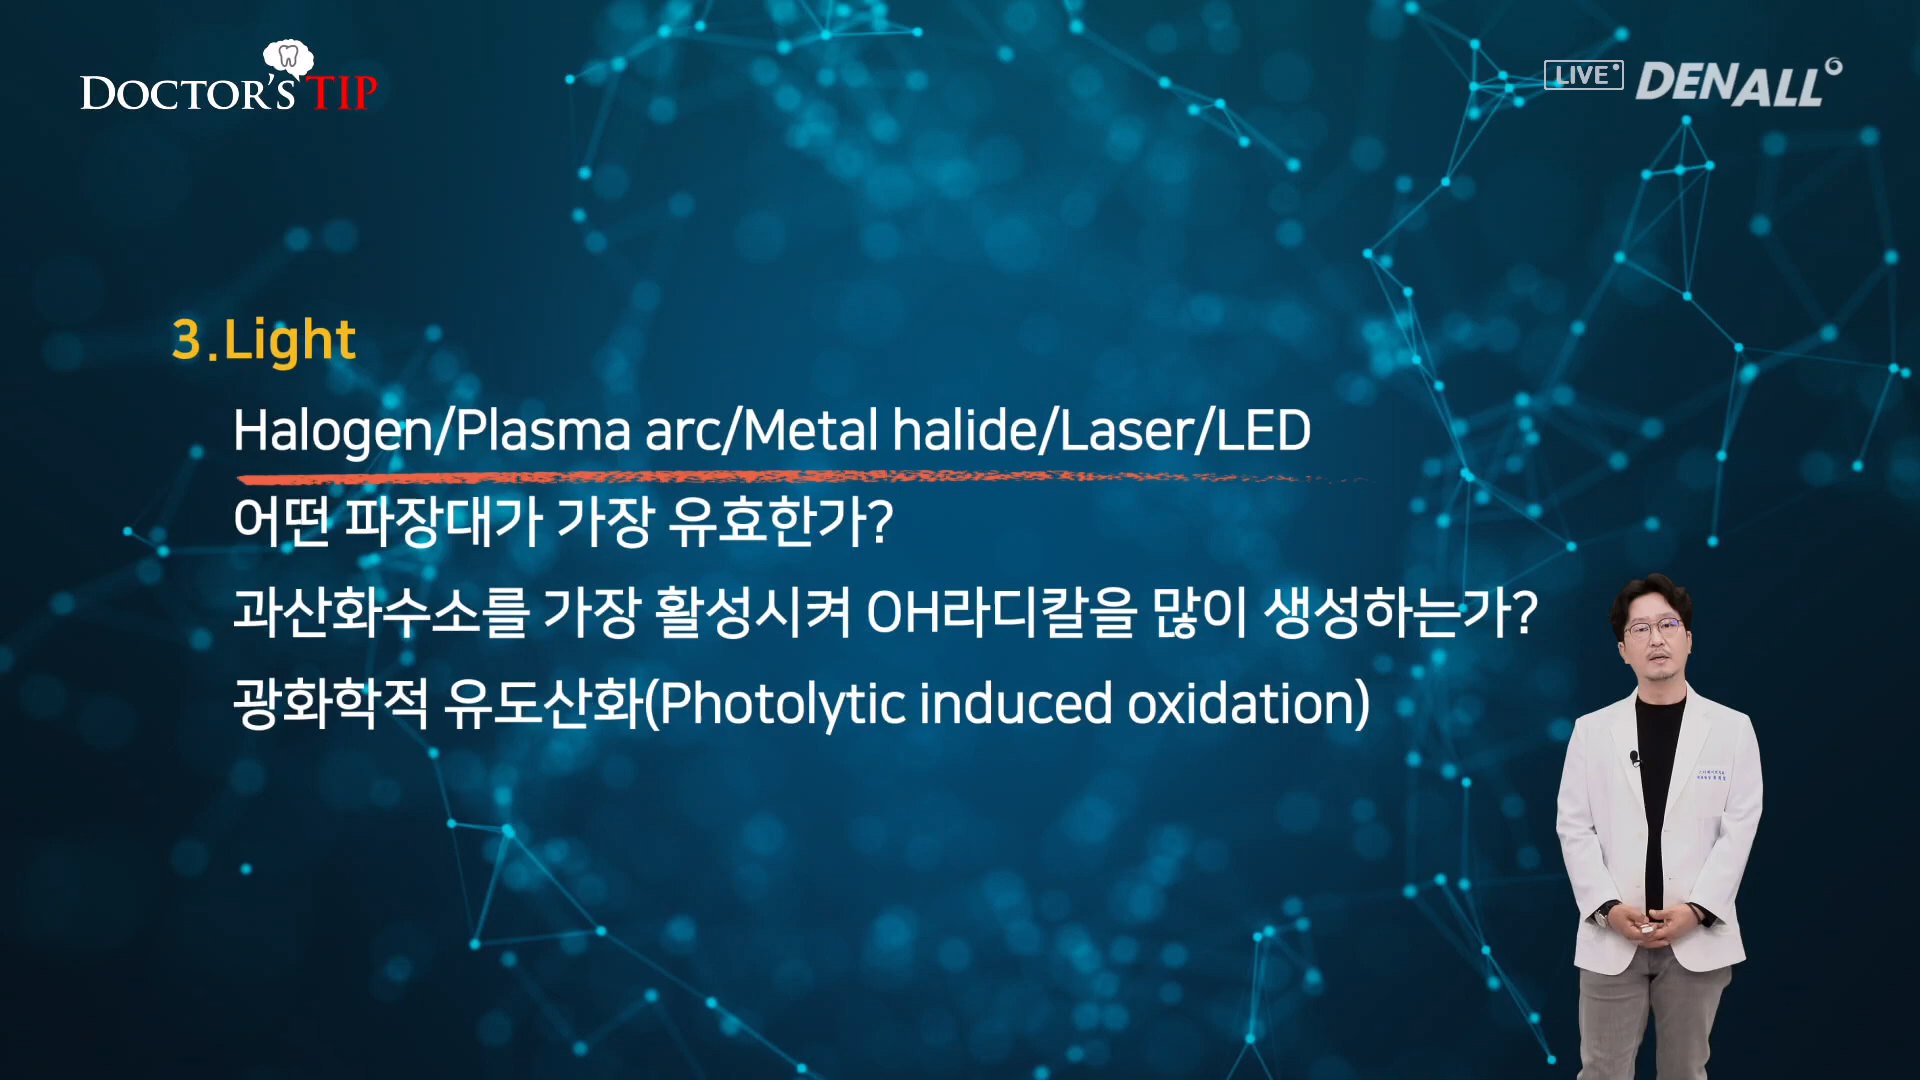 DOCTOR'S TIP
LIVE DENALL
3.Light
Halogen/Plasma arc/Metal halide/Laser/LED
어떤 파장대가 가장 유효한가?
과산화수소를 가장 활성시켜 OH라디칼을 많이 생성하는가?
광화학적 유도산화(Photolytic induced oxidation)